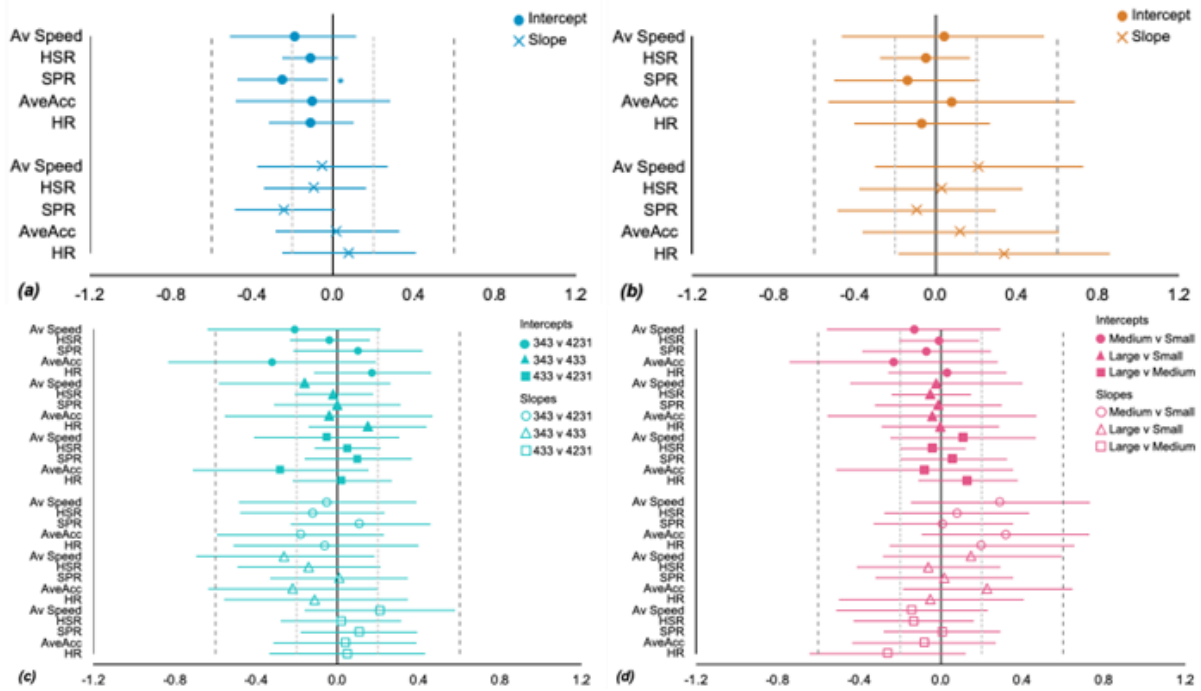 Intercept
Slope
Av Speed
HSR
SPR
AveAcc
HR
Av Speed
HSR
SPR
AveAcc
HR
(a)
-1.2 -0.8 -0.4 0.0 0.4 0.8 1.2
Intercept
Slope
Av Speed
HSR
SPR
AveAcc
HR
Av Speed
HSR
SPR
AveAcc
HR
(b)
-1.2 -0.8 -0.4 0.0 0.4 0.8 1.2
Intercepts
343 v 4231
343 v 433
433 v 4231
Slopes
343 v 4231
343 v 433
433 v 4231
Av Speed
HSR
SPR
AveAcc
HR
Av Speed
HSR
SPR
AveAcc
HR
Av Speed
HSR
SPR
AveAcc
HR
Av Speed
HSR
SPR
AveAcc
HR
Av Speed
HSR
SPR
AveAcc
HR
Av Speed
HSR
SPR
AveAcc
HR
(c)
-1.2 -0.8 -0.4 0.0 0.4 0.8 1.2
Intercepts
Medium v Small
Large v Small
Large v Medium
Slopes
Medium v Small
Large v Small
Large v Medium
Av Speed
HSR
SPR
AveAcc
HR
Av Speed
HSR
SPR
AveAcc
HR
Av Speed
HSR
SPR
AveAcc
HR
Av Speed
HSR
SPR
AveAcc
HR
Av Speed
HSR
SPR
AveAcc
HR
Av Speed
HSR
SPR
AveAcc
HR
(d)
-1.2 -0.8 -0.4 0.0 0.4 0.8 1.2